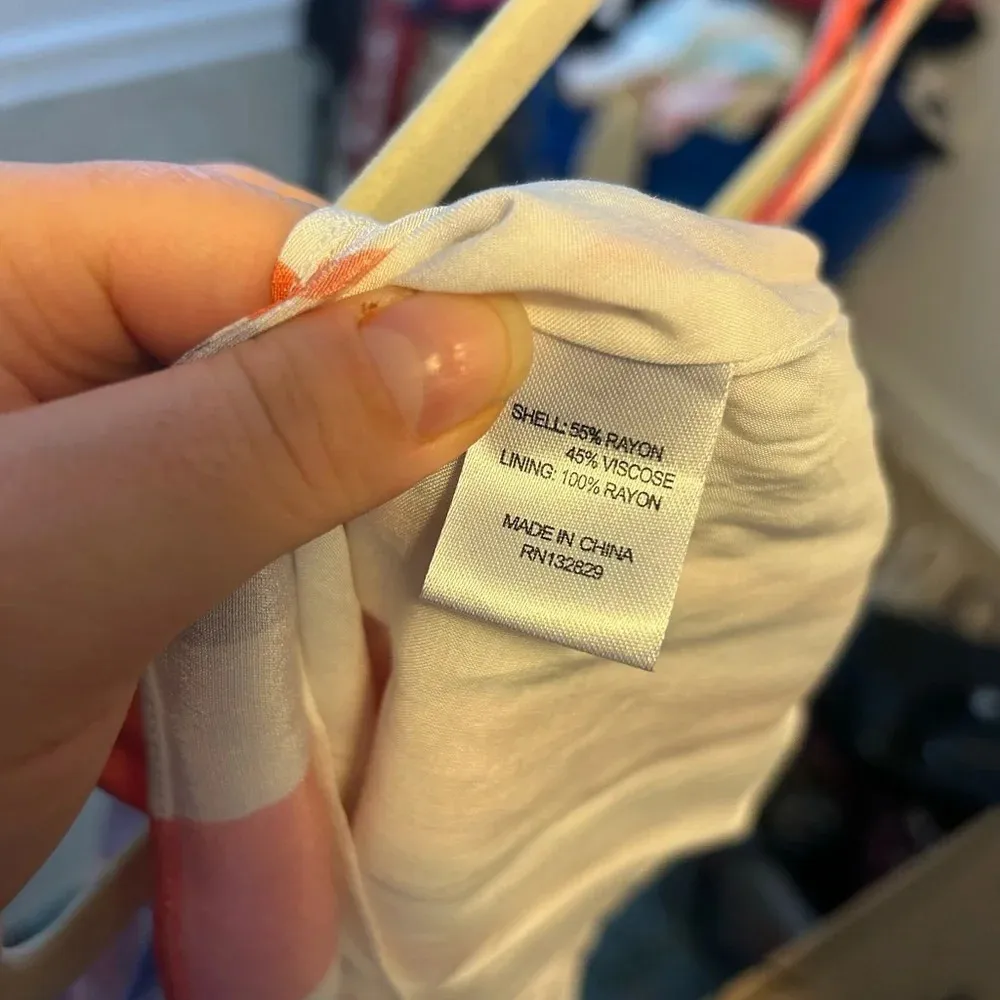 SHELL: 55% RAYON
45% VISCOSE
LINING: 100% RAYON
MADE IN CHINA
RN132829